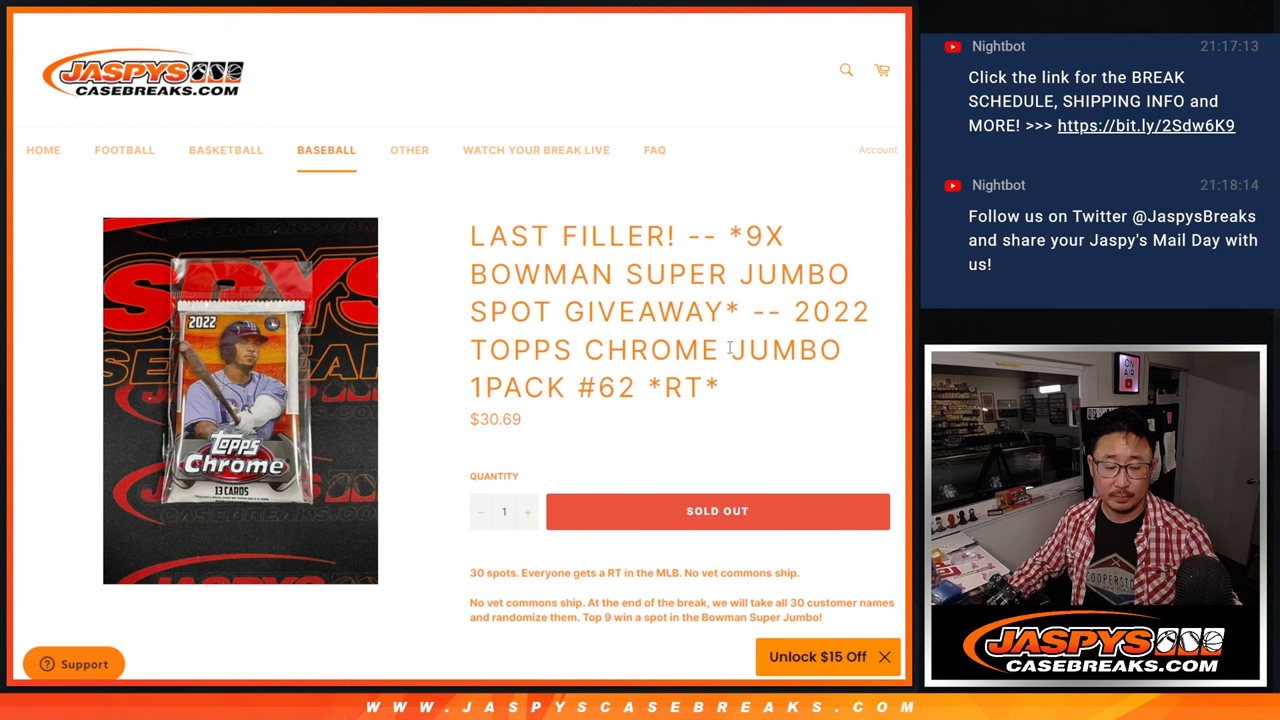 JASPYS
CASEBREAKS.COM
HOME FOOTBALL BASKETBALL BASEBALL OTHER WATCH YOUR BREAK LIVE FAQ Account
2022
Topps
Chrome
13 CARDS
LAST FILLER! -- *9X
BOWMAN SUPER JUMBO
SPOT GIVEAWAY* -- 2022
TOPPS CHROME JUMBO
1PACK #62 *RT*
$30.69
QUANTITY
− 1 +
SOLD OUT
30 spots. Everyone gets a RT in the MLB. No vet commons ship.
No vet commons ship. At the end of the break, we will take all 30 customer names
and randomize them. Top 9 win a spot in the Bowman Super Jumbo!
Support
Unlock $15 Off
Nightbot 21:17:13
Click the link for the BREAK
SCHEDULE, SHIPPING INFO and
MORE! >>> https://bit.ly/2Sdw6K9
Nightbot 21:18:14
Follow us on Twitter @JaspysBreaks
and share your Jaspy's Mail Day with
us!
ON
AIR
JASPYS
CASEBREAKS.COM
WWW.JASPYSCASEBREAKS.COM